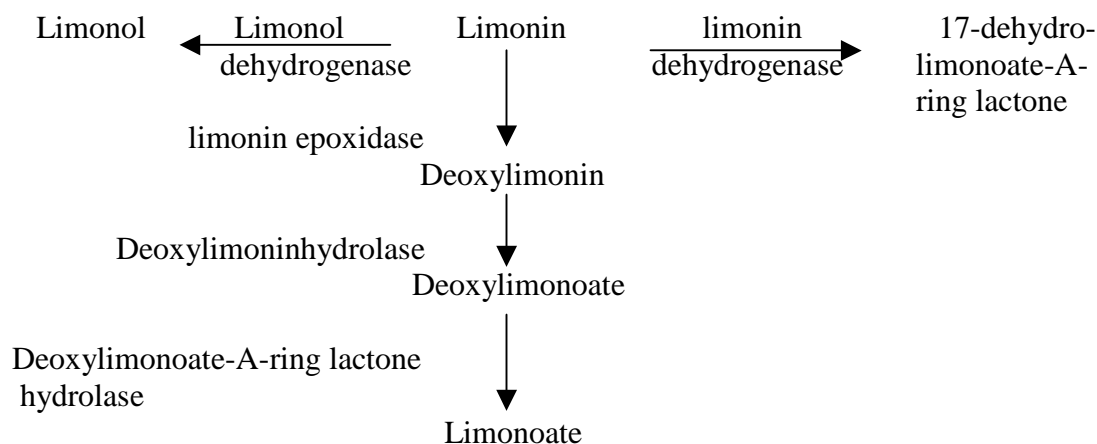 Limonol Limonol Limonin limonin 17-dehydro-
dehydrogenase dehydrogenase limonoate-A-
ring lactone
limonin epoxidase
Deoxylimonin
Deoxylimoninhydrolase
Deoxylimonoate
Deoxylimonoate-A-ring lactone
hydrolase
Limonoate